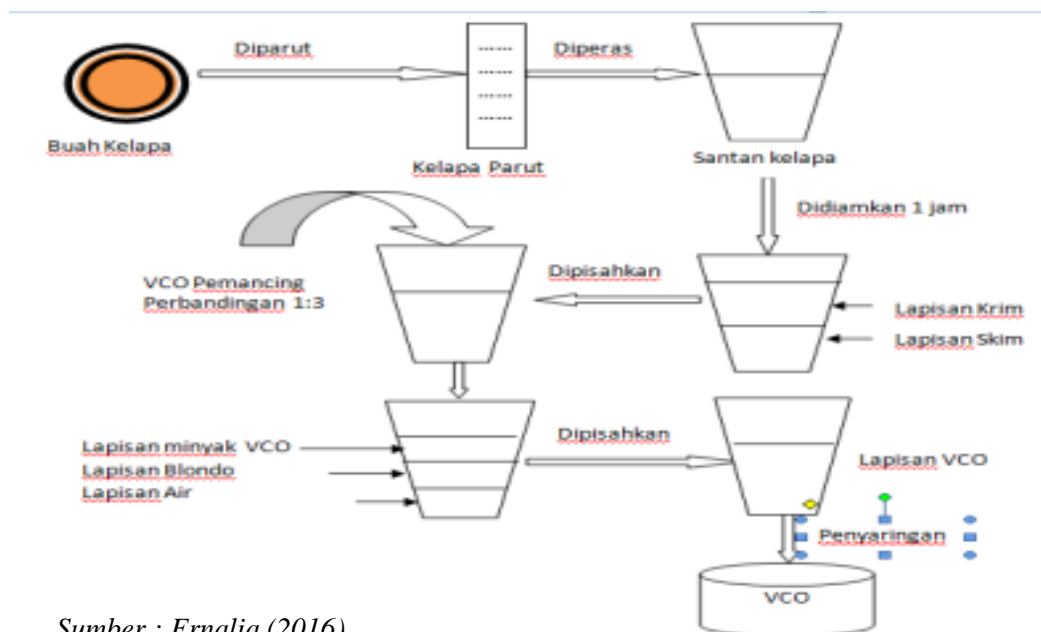 Diparut
Diperas
Buah Kelapa
Kelapa Parut
Santan kelapa
Didiamkan 1 jam
VCO Pemancing
Perbandingan 1:3
Dipisahkan
Lapisan Krim
Lapisan Skim
Lapisan minyak VCO
Lapisan Blondo
Lapisan Air
Dipisahkan
Lapisan VCO
Penyaringan
VCO
Sumber : Ernalia (2016)